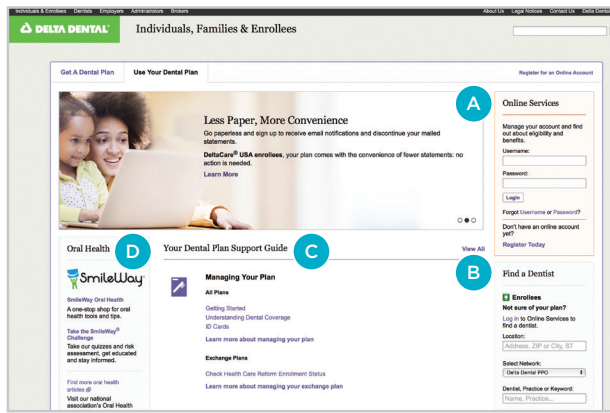 Individuals & Enrollees Dentists Employers Administrators Brokers
About Us Legal Notices Contact Us Delta Dental
DELTA DENTAL
Individuals, Families & Enrollees
Get A Dental Plan Use Your Dental Plan
Register for an Online Account
Less Paper, More Convenience
Go paperless and sign up to receive email notifications and discontinue your mailed
statements.
DeltaCare® USA enrollees, your plan comes with the convenience of fewer statements: no
action is needed.
Learn More
A
Online Services
Manage your account and find
out about eligibility and
benefits.
Username:
Password:
Login
Forgot Username or Password?
Don't have an online account
yet?
Register Today
Oral Health
D
SmileWay
SmileWay Oral Health
A one-stop shop for oral
health tools and tips.
Take the SmileWay®
Challenge
Take our quizzes and risk
assessment, get educated
and stay informed.
Find more oral health
articles
Visit our national
association's Oral Health
Your Dental Plan Support Guide
C
View All
Managing Your Plan
All Plans
Getting Started
Understanding Dental Coverage
ID Cards
Learn more about managing your plan
Exchange Plans
Check Health Care Reform Enrollment Status
Learn more about managing your exchange plan
B
Find a Dentist
Enrollees
Not sure of your plan?
Log in to Online Services to
find a dentist.
Location:
Address, ZIP or City, ST
Select Network:
Delta Dental PPO
Dentist, Practice or Keyword:
Name, Practice...